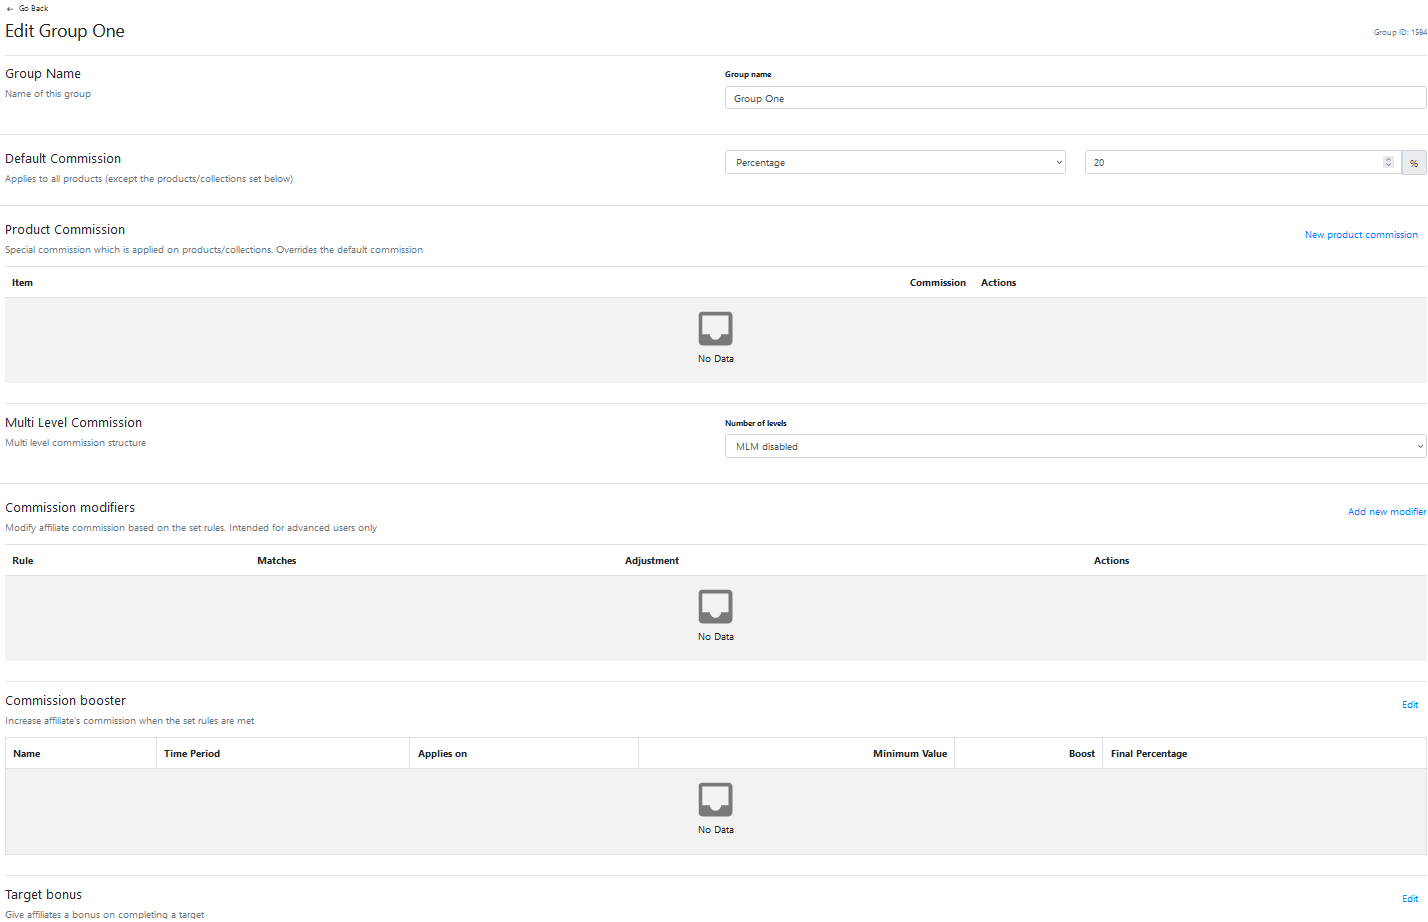 ← Go Back
Edit Group One
Group ID: 1584
Group Name
Name of this group
Group name
Group One
Default Commission
Applies to all products (except the products/collections set below)
Percentage
20
%
Product Commission
Special commission which is applied on products/collections. Overrides the default commission
New product commission
Item Commission Actions
No Data
Multi Level Commission
Multi level commission structure
Number of levels
MLM disabled
Commission modifiers
Modify affiliate commission based on the set rules. Intended for advanced users only
Add new modifier
Rule Matches Adjustment Actions
No Data
Commission booster
Increase affiliate's commission when the set rules are met
Edit
Name Time Period Applies on Minimum Value Boost Final Percentage
No Data
Target bonus
Give affiliates a bonus on completing a target
Edit